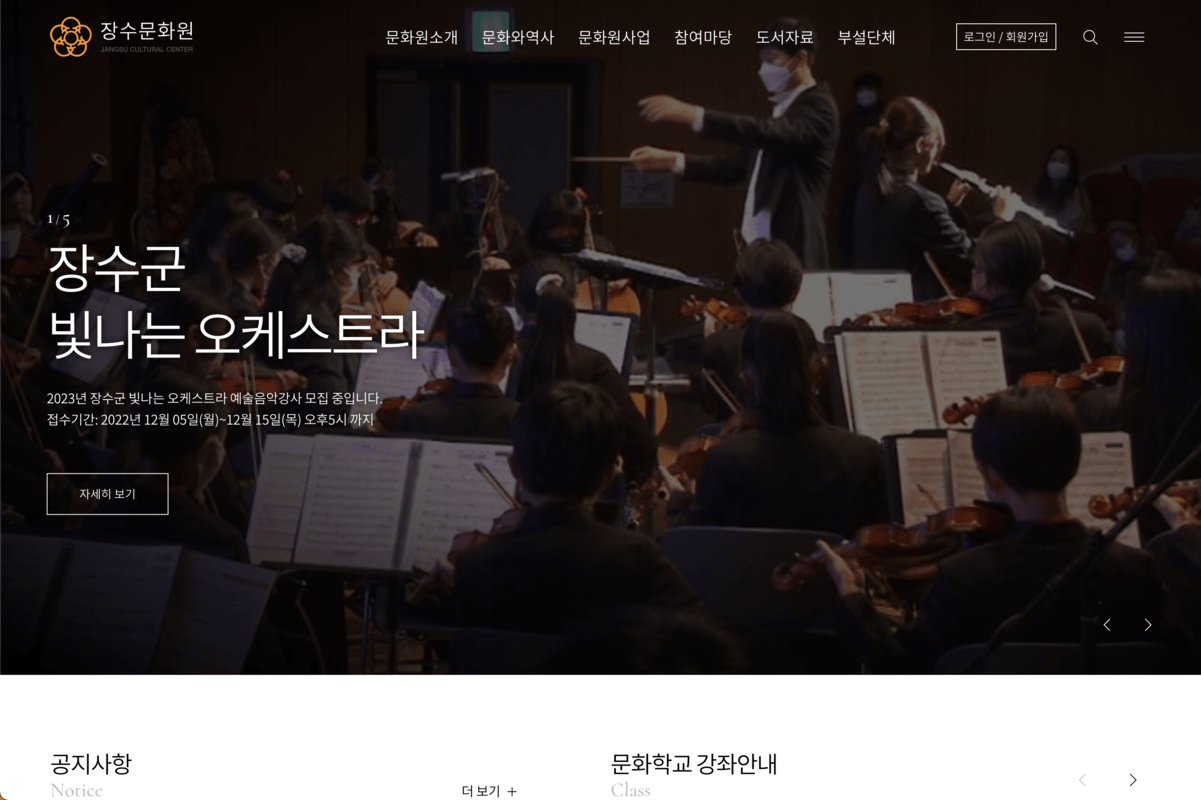 장수문화원
JANGSU CULTURAL CENTER
문화원소개 문화와역사 문화원사업 참여마당 도서자료 부설단체
로그인 / 회원가입
1 / 5
장수군
빛나는 오케스트라
2023년 장수군 빛나는 오케스트라 예술음악강사 모집 중입니다.
접수기간: 2022년 12월 05일(월)~12월 15일(목) 오후5시 까지
자세히 보기
공지사항
Notice
더 보기 +
문화학교 강좌안내
Class